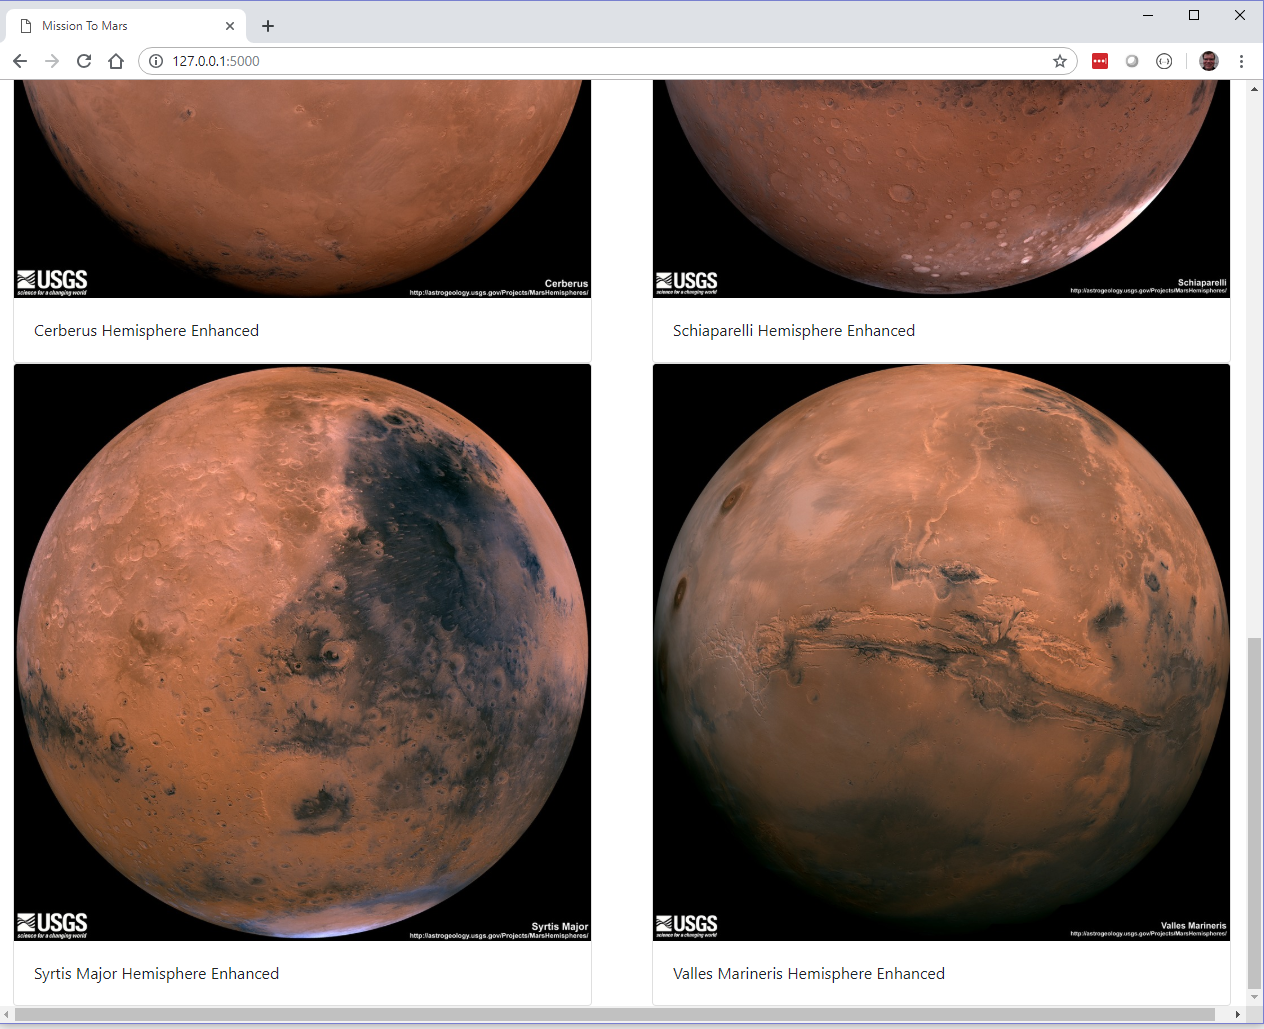 Mission To Mars
127.0.0.1:5000
USGS
science for a changing world
Cerberus
http://astrogeology.usgs.gov/Projects/MarsHemispheres/
USGS
science for a changing world
Schiaparelli
http://astrogeology.usgs.gov/Projects/MarsHemispheres/
Cerberus Hemisphere Enhanced
Schiaparelli Hemisphere Enhanced
USGS
science for a changing world
Syrtis Major
http://astrogeology.usgs.gov/Projects/MarsHemispheres/
USGS
science for a changing world
Valles Marineris
http://astrogeology.usgs.gov/Projects/MarsHemispheres/
Syrtis Major Hemisphere Enhanced
Valles Marineris Hemisphere Enhanced